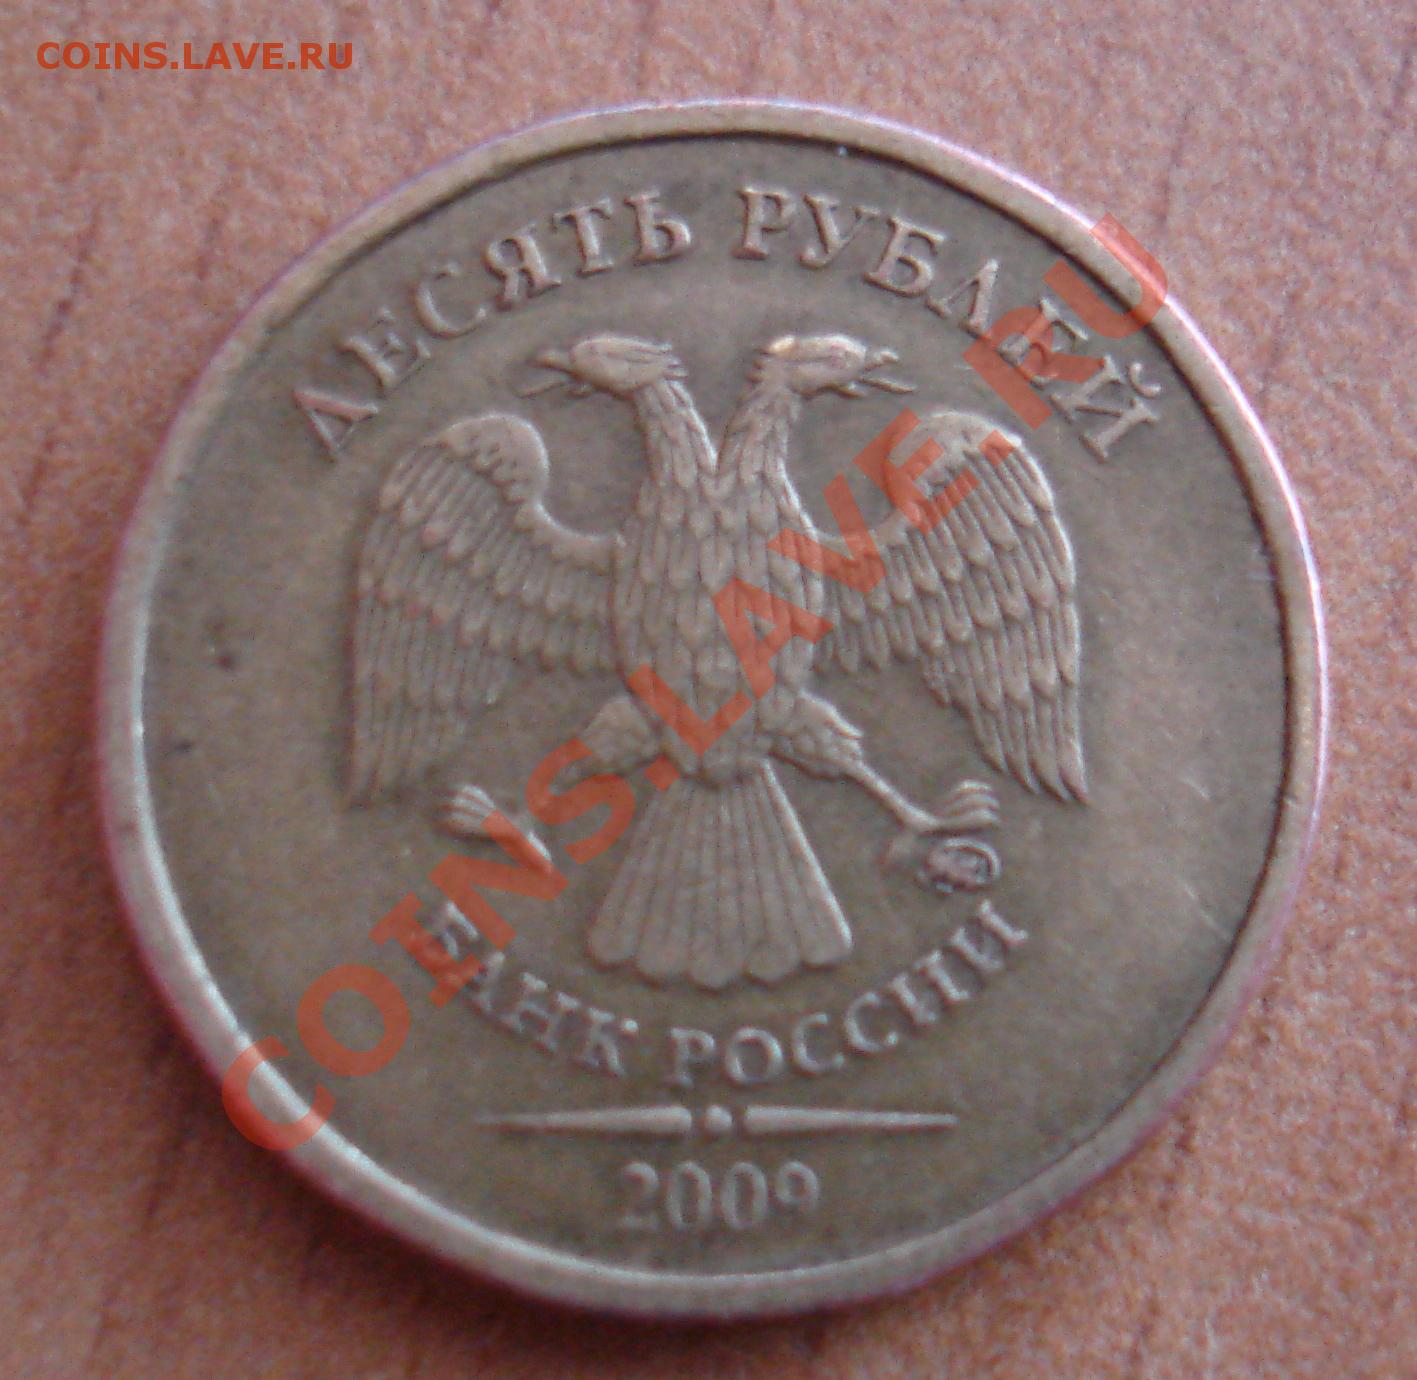 COINS.LAVE.RU
ДЕСЯТЬ РУБЛЕЙ
COINS.LAVE.RU
БАНК РОССИИ
2009